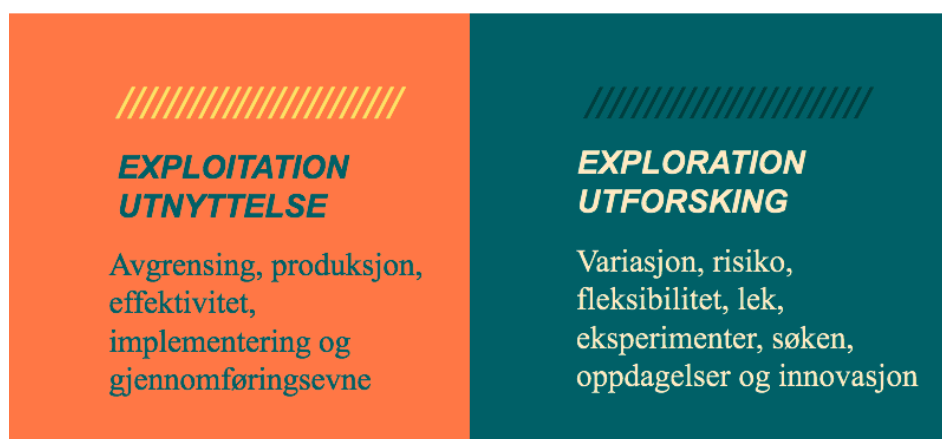 EXPLOITATION
UTNYTTELSE
Avgrensing, produksjon,
effektivitet,
implementering og
gjennomføringsevne
EXPLORATION
UTFORSKING
Variasjon, risiko,
fleksibilitet, lek,
eksperimenter, søken,
oppdagelser og innovasjon